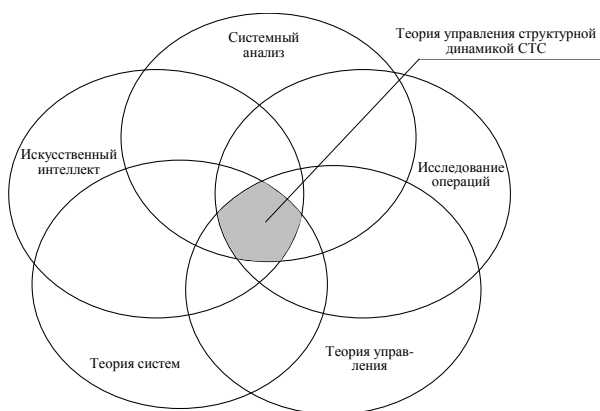 Системный
анализ
Теория управления структурной
динамикой СТС
Искусственный
интеллект
Исследование
операций
Теория систем
Теория управ-
ления